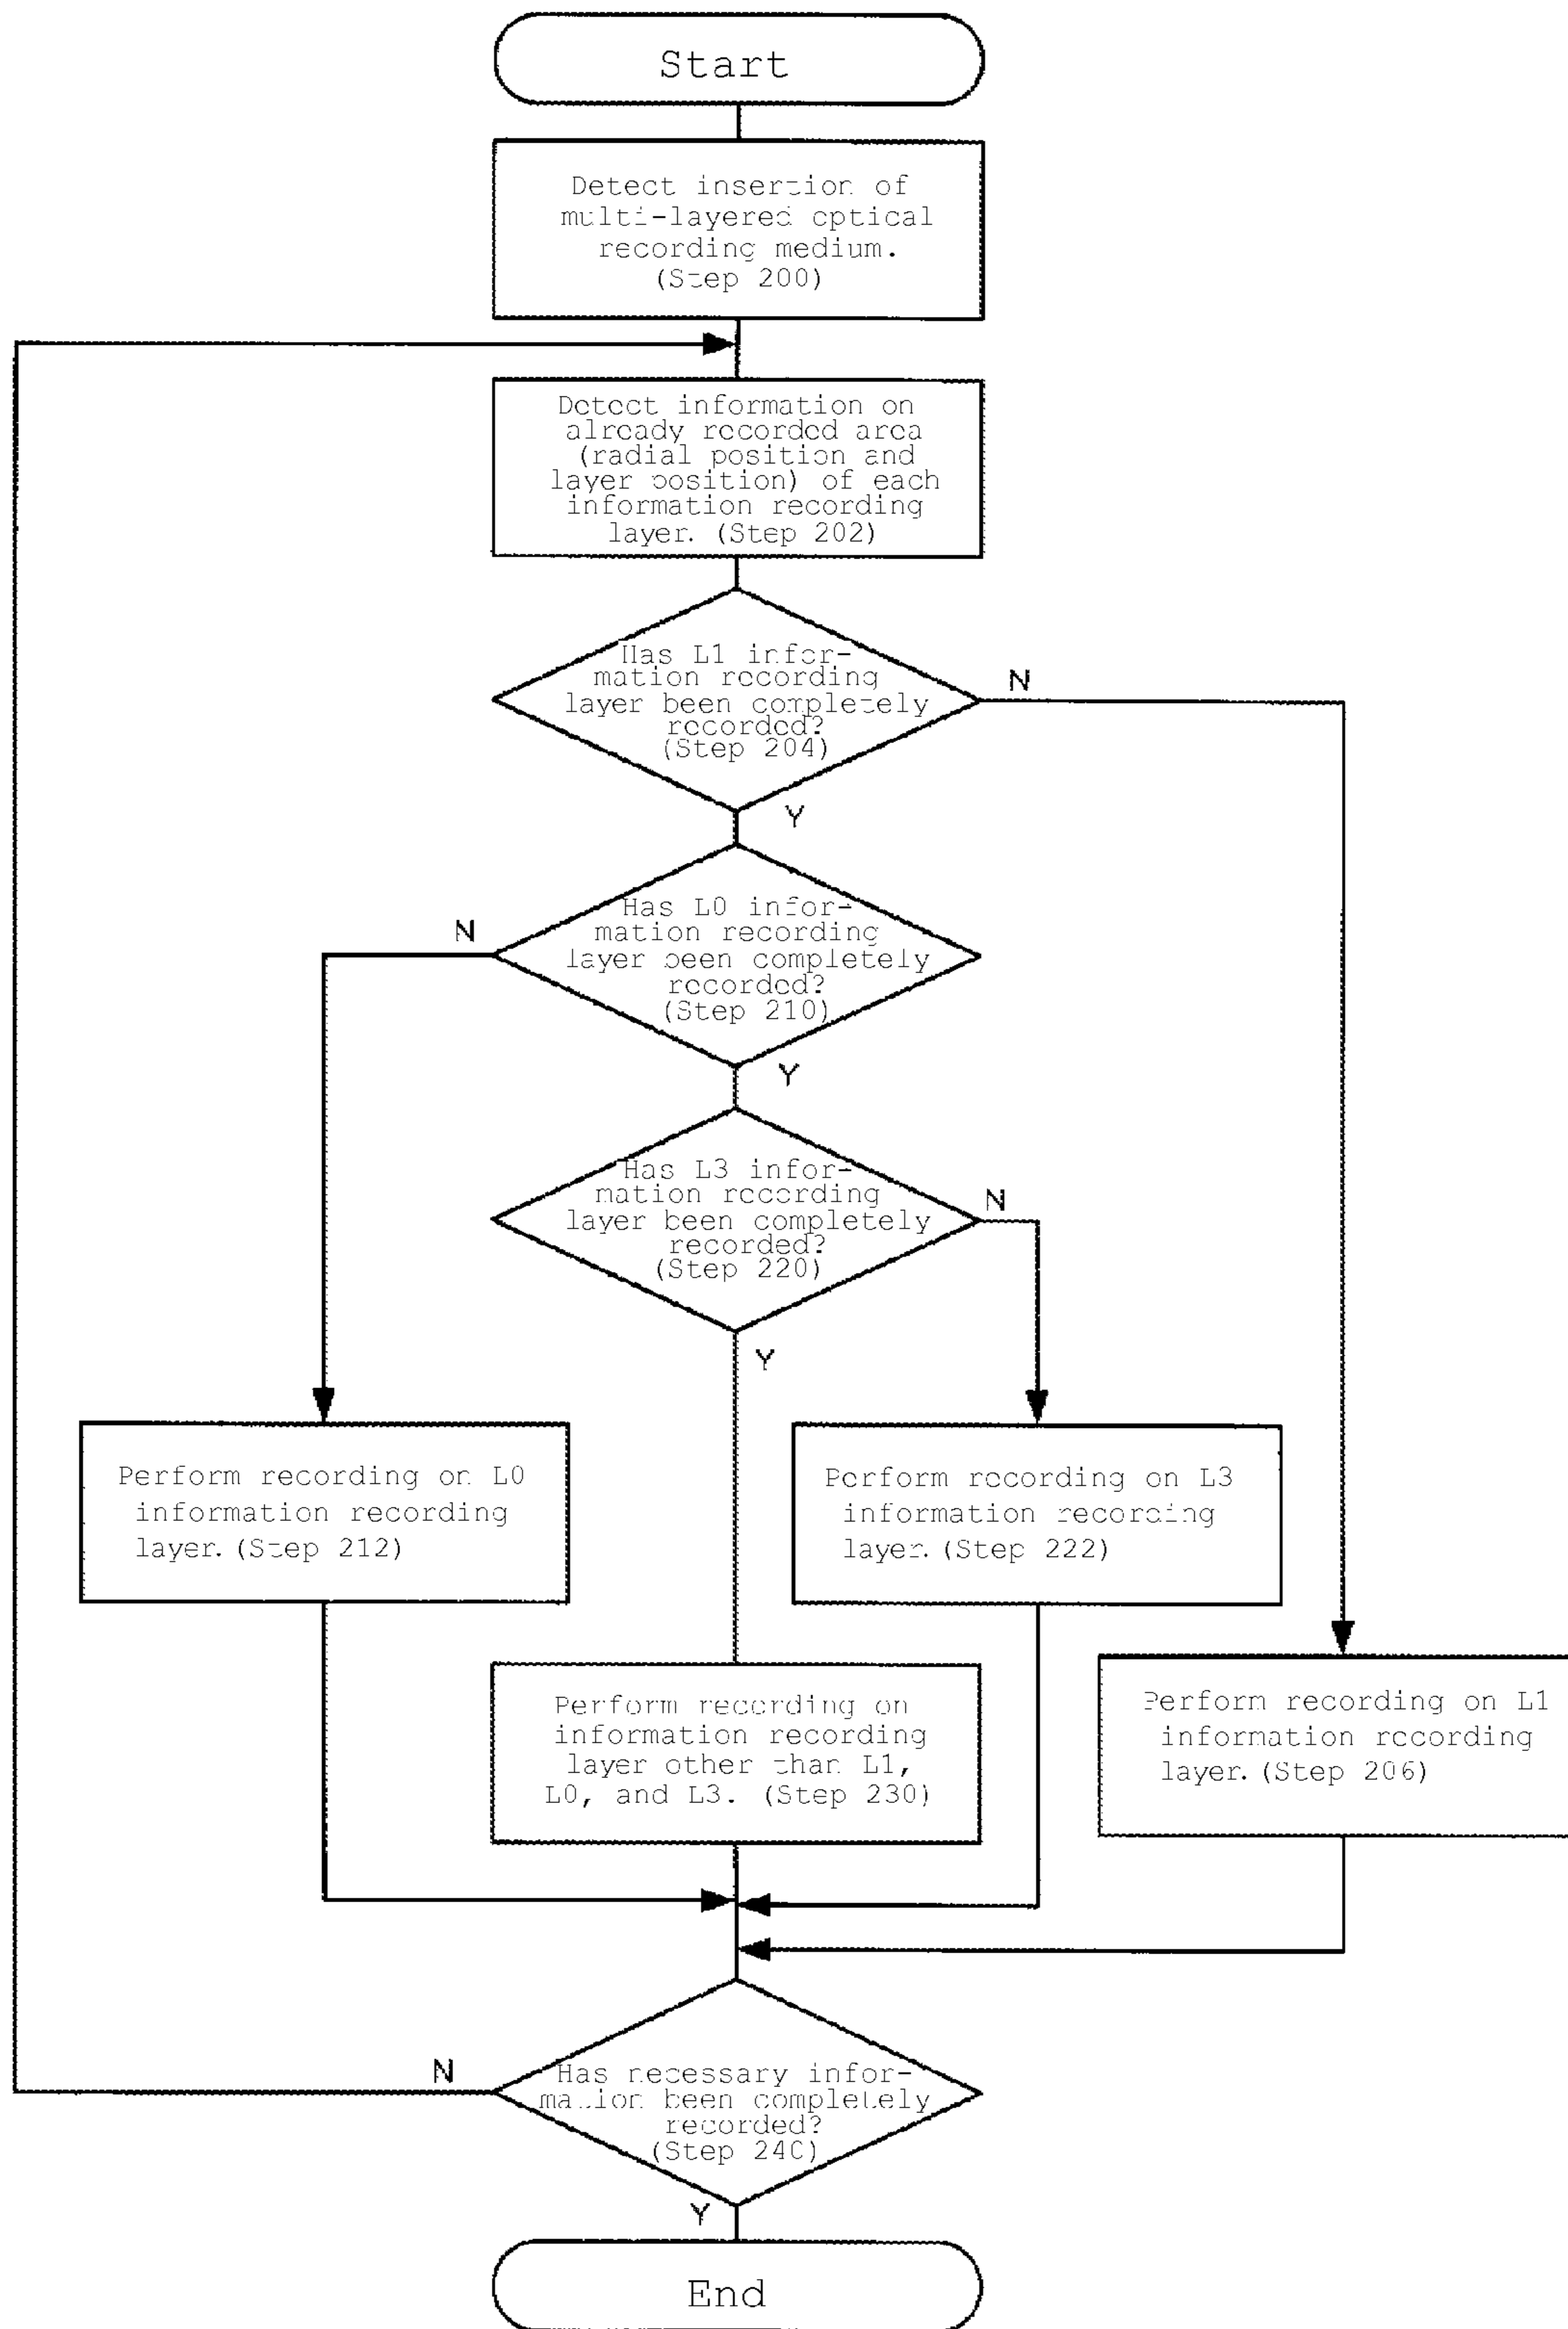 Start
Detect insertion of
multi-layered optical
recording medium.
(Step 200)
Detect information on
already recorded area
(radial position and
layer position) of each
information recording
layer. (Step 202)
Has L1 infor-
mation recording
layer been completely
recorded?
(Step 204)
N
Y
Has L0 infor-
mation recording
layer been completely
recorded?
(Step 210)
N
Y
Has L3 infor-
mation recording
layer been completely
recorded?
(Step 220)
N
Y
Perform recording on L0
information recording
layer. (Step 212)
Perform recording on L3
information recording
layer. (Step 222)
Perform recording on
information recording
layer other than L1,
L0, and L3. (Step 230)
Perform recording on L1
information recording
layer. (Step 206)
Has necessary infor-
mation been completely
recorded?
(Step 240)
N
Y
End